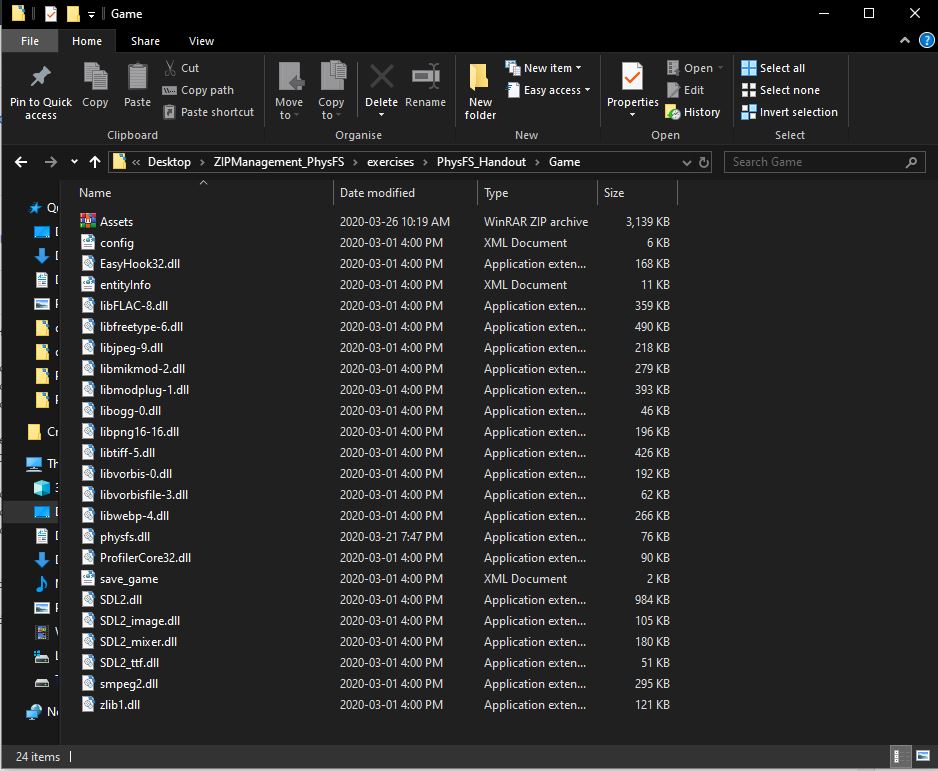 Game
File Home Share View
Pin to Quick access
Copy
Paste
Cut
Copy path
Paste shortcut
Clipboard
Move to
Copy to
Delete
Rename
Organise
New folder
New item
Easy access
New
Properties
Open
Edit
History
Open
Select all
Select none
Invert selection
Select
« Desktop > ZIPManagement_PhysFS > exercises > PhysFS_Handout > Game
Search Game
Name Date modified Type Size
Assets 2020-03-26 10:19 AM WinRAR ZIP archive 3,139 KB
config 2020-03-01 4:00 PM XML Document 6 KB
EasyHook32.dll 2020-03-01 4:00 PM Application exten... 168 KB
entityInfo 2020-03-01 4:00 PM XML Document 11 KB
libFLAC-8.dll 2020-03-01 4:00 PM Application exten... 359 KB
libfreetype-6.dll 2020-03-01 4:00 PM Application exten... 490 KB
libjpeg-9.dll 2020-03-01 4:00 PM Application exten... 218 KB
libmikmod-2.dll 2020-03-01 4:00 PM Application exten... 279 KB
libmodplug-1.dll 2020-03-01 4:00 PM Application exten... 393 KB
libogg-0.dll 2020-03-01 4:00 PM Application exten... 46 KB
libpng16-16.dll 2020-03-01 4:00 PM Application exten... 196 KB
libtiff-5.dll 2020-03-01 4:00 PM Application exten... 426 KB
libvorbis-0.dll 2020-03-01 4:00 PM Application exten... 192 KB
libvorbisfile-3.dll 2020-03-01 4:00 PM Application exten... 62 KB
libwebp-4.dll 2020-03-01 4:00 PM Application exten... 266 KB
physfs.dll 2020-03-21 7:47 PM Application exten... 76 KB
ProfilerCore32.dll 2020-03-01 4:00 PM Application exten... 90 KB
save_game 2020-03-01 4:00 PM XML Document 2 KB
SDL2.dll 2020-03-01 4:00 PM Application exten... 984 KB
SDL2_image.dll 2020-03-01 4:00 PM Application exten... 105 KB
SDL2_mixer.dll 2020-03-01 4:00 PM Application exten... 180 KB
SDL2_ttf.dll 2020-03-01 4:00 PM Application exten... 51 KB
smpeg2.dll 2020-03-01 4:00 PM Application exten... 295 KB
zlib1.dll 2020-03-01 4:00 PM Application exten... 121 KB
24 items